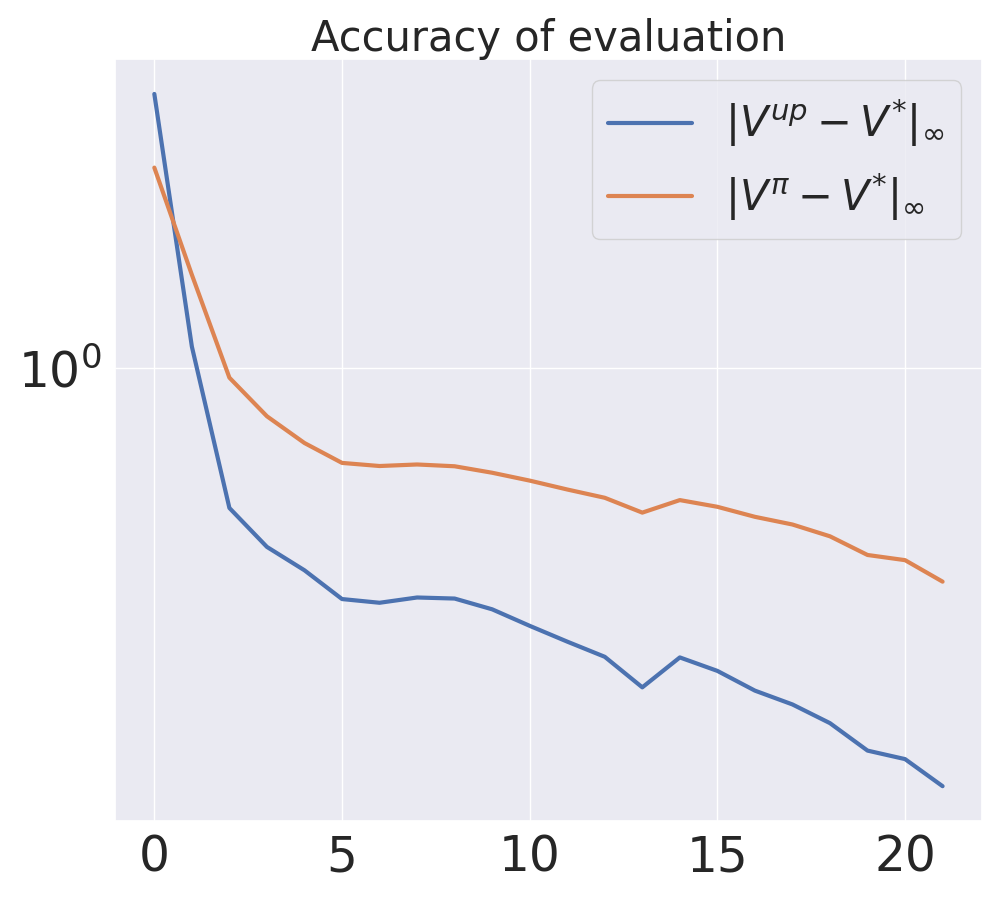 Accuracy of evaluation
|V^{up} − V^*|_∞
|V^π − V^*|_∞
10^0
0 5 10 15 20